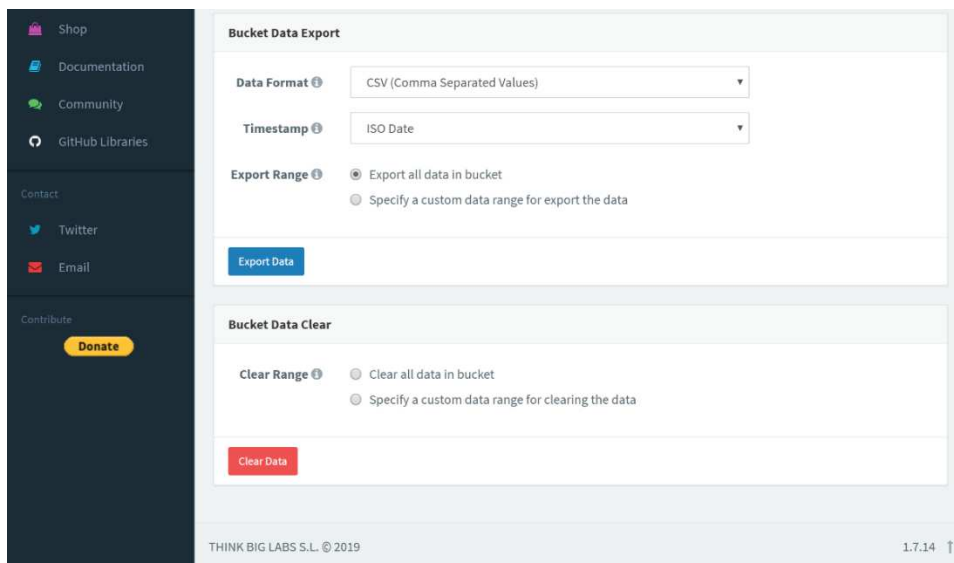 Shop
Documentation
Community
GitHub Libraries
Contact
Twitter
Email
Contribute
Donate
Bucket Data Export
Data Format CSV (Comma Separated Values)
Timestamp ISO Date
Export Range Export all data in bucket
Specify a custom data range for export the data
Export Data
Bucket Data Clear
Clear Range Clear all data in bucket
Specify a custom data range for clearing the data
Clear Data
THINK BIG LABS S.L. © 2019
1.7.14